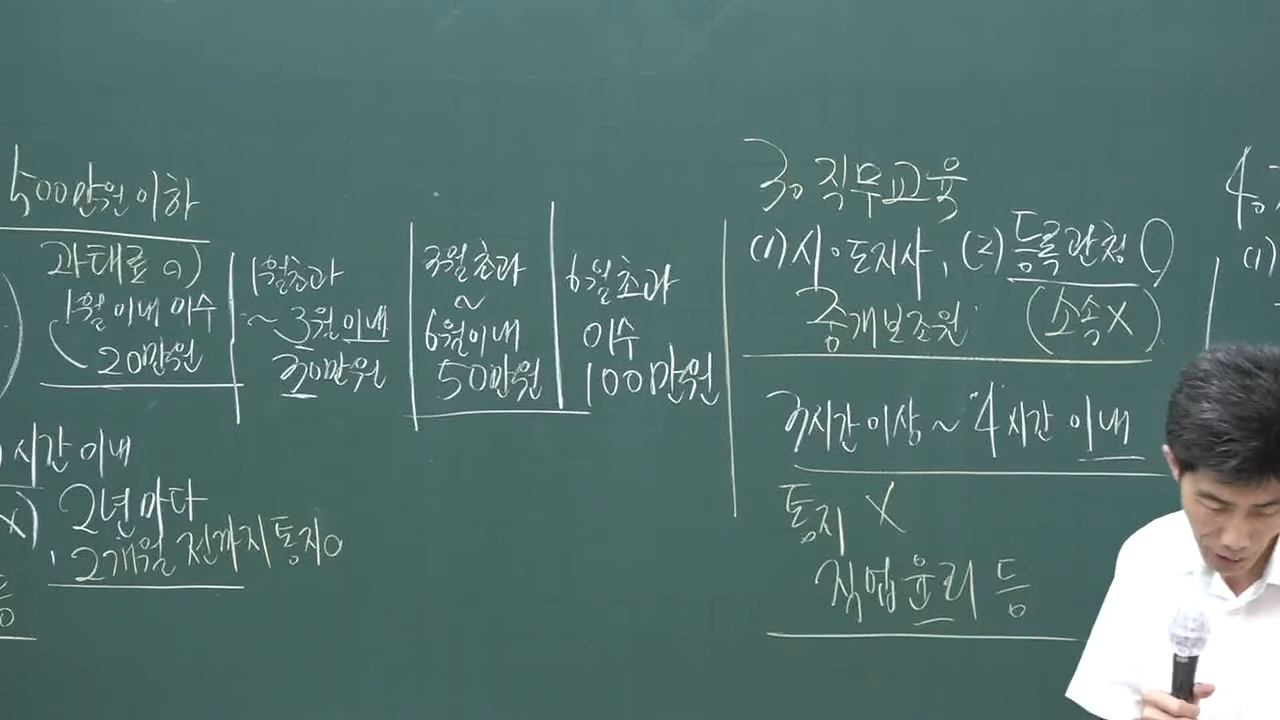 500만원 이하
과태료
1월 이내 이수
20만원
1월초과
~ 3월 이내
30만원
3월 초과
~
6월이내
50만원
6월 초과
이수
100만원
시간 이내
X) 2년마다
2개월 전까지 통지
등
3. 직무교육
(1) 시·도지사, (2) 등록관청
중개보조원 (소속X)
3시간 이상 ~ 4시간 이내
통지 X
직업윤리 등
4.
(1)